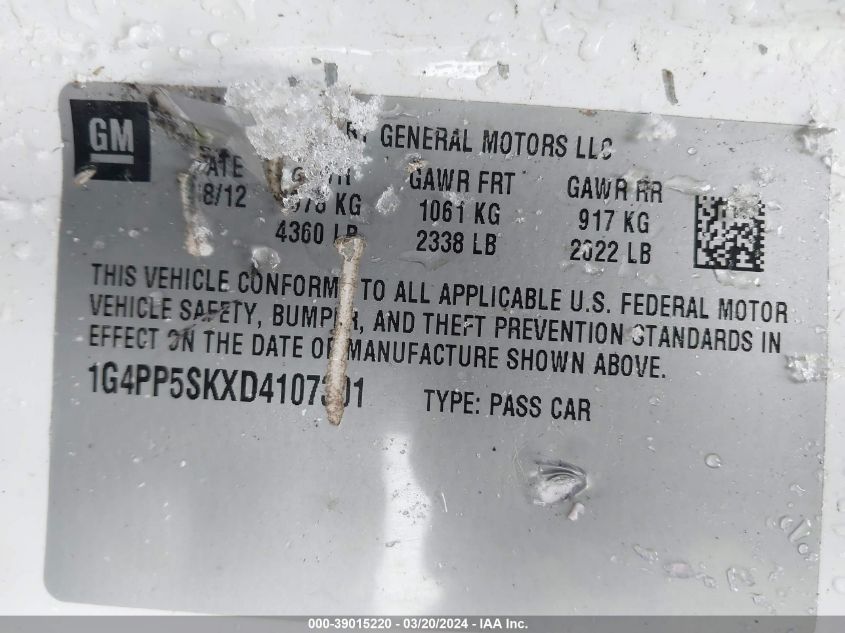 GM
GENERAL MOTORS LLC
GAWR FRT GAWR RR
8/12 KG 1061 KG 917 KG
4360 LB 2338 LB 2022 LB
THIS VEHICLE CONFORMS TO ALL APPLICABLE U.S. FEDERAL MOTOR
VEHICLE SAFETY, BUMPER, AND THEFT PREVENTION STANDARDS IN
EFFECT ON THE DATE OF MANUFACTURE SHOWN ABOVE.
TYPE: PASS CAR
000-39015220 - 03/20/2024 - IAA Inc.